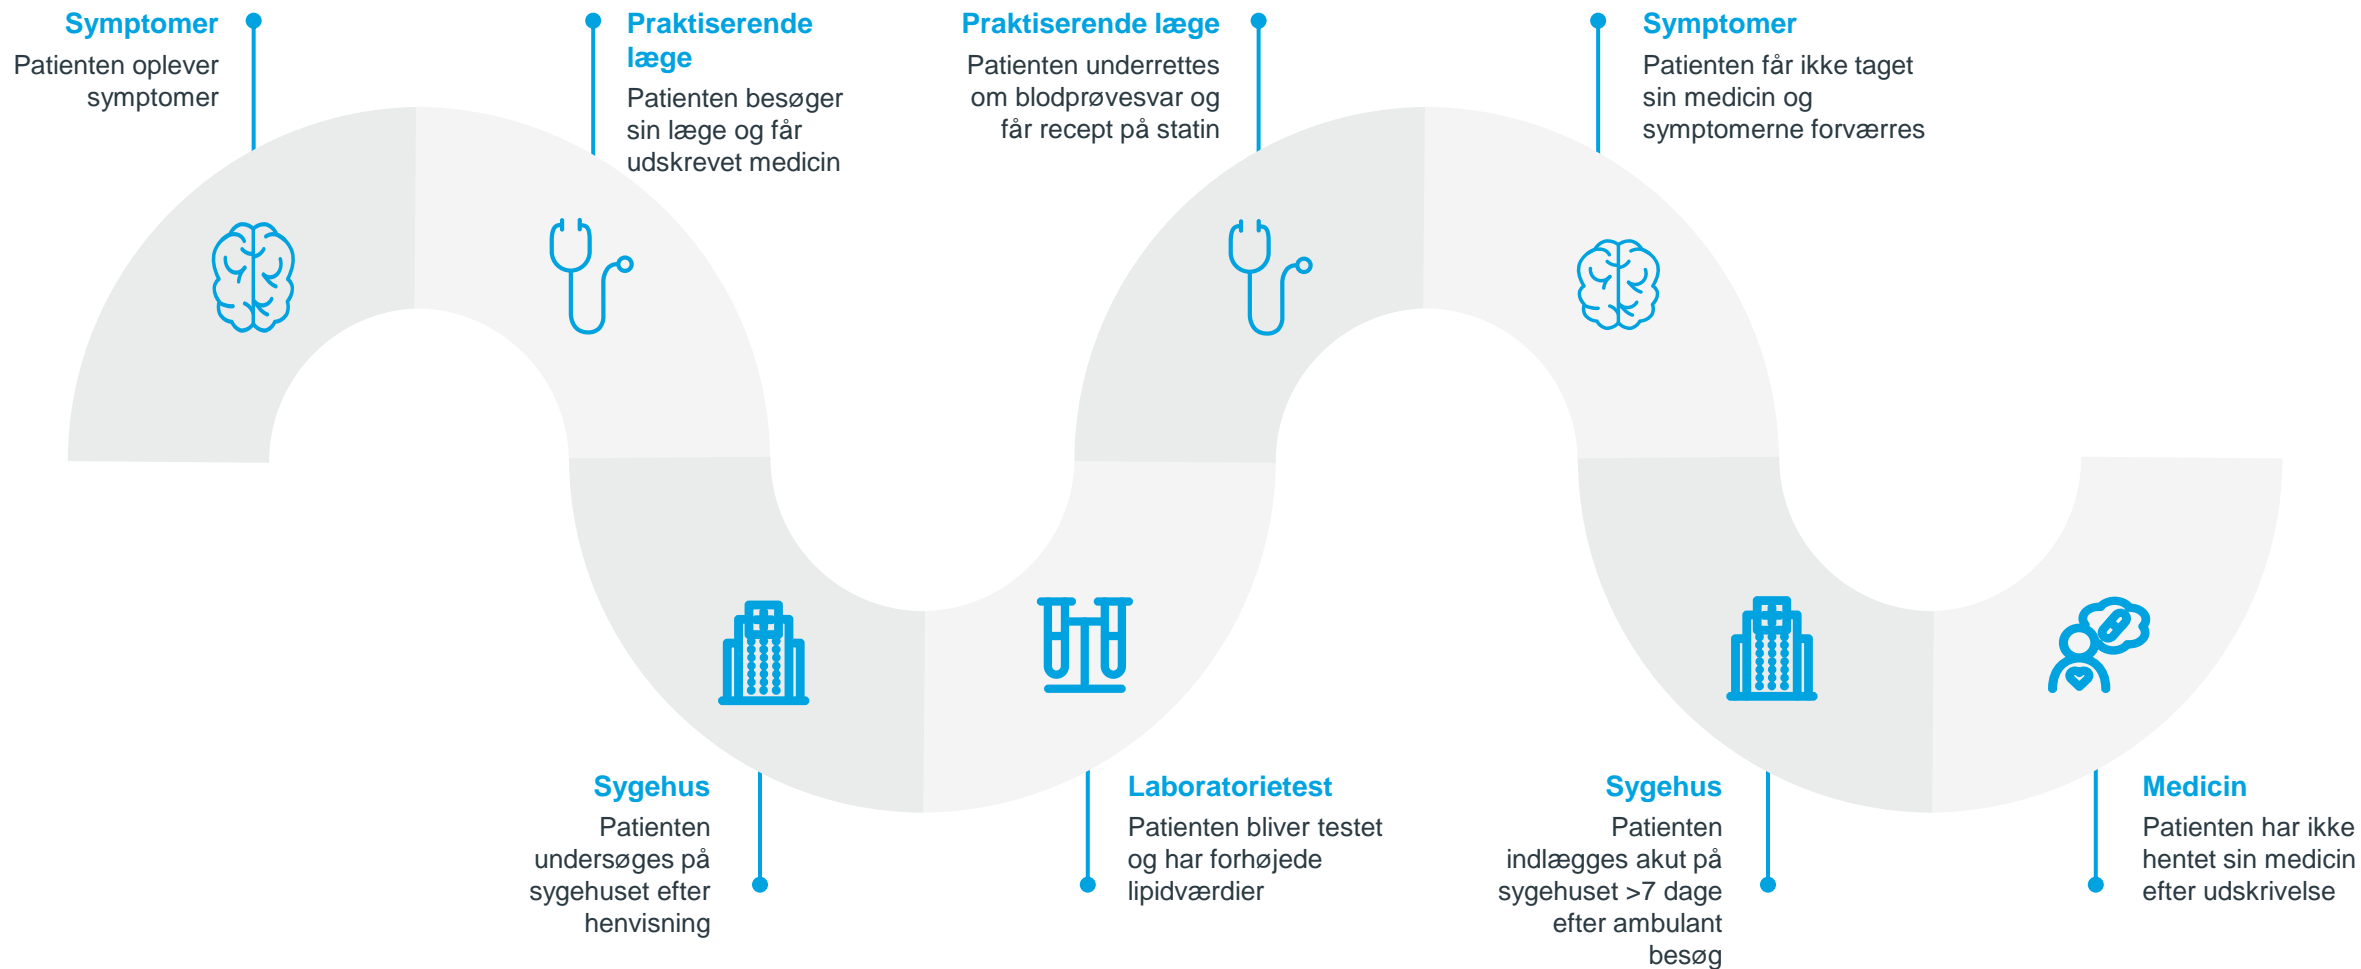 Symptomer
Patienten oplever
symptomer
Praktiserende
læge
Patienten besøger
sin læge og får
udskrevet medicin
Sygehus
Patienten
undersøges på
sygehuset efter
henvisning
Laboratorietest
Patienten bliver testet
og har forhøjede
lipidværdier
Praktiserende læge
Patienten underrettes
om blodprøvesvar og
får recept på statin
Symptomer
Patienten får ikke taget
sin medicin og
symptomerne forværres
Sygehus
Patienten
indlægges akut på
sygehuset >7 dage
efter ambulant
besøg
Medicin
Patienten har ikke
hentet sin medicin
efter udskrivelse